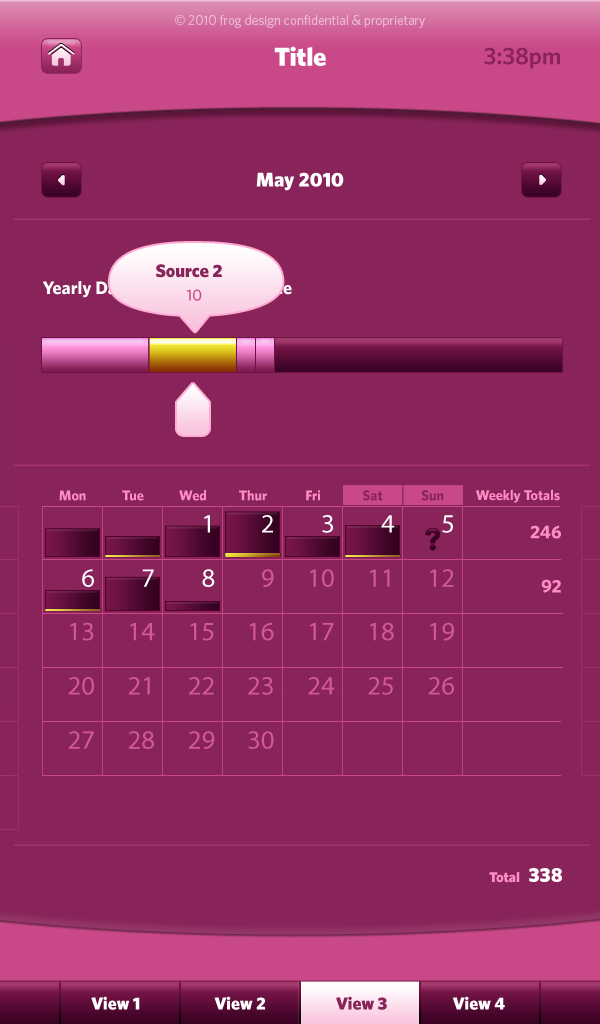 © 2010 frog design confidential & proprietary
Title 3:38pm
May 2010
Source 2
Yearly
10
Mon Tue Wed Thur Fri Sat Sun Weekly Totals
1 2 3 4 ? 5 246
6 7 8 9 10 11 12 92
13 14 15 16 17 18 19
20 21 22 23 24 25 26
27 28 29 30
Total 338
View 1 View 2 View 3 View 4